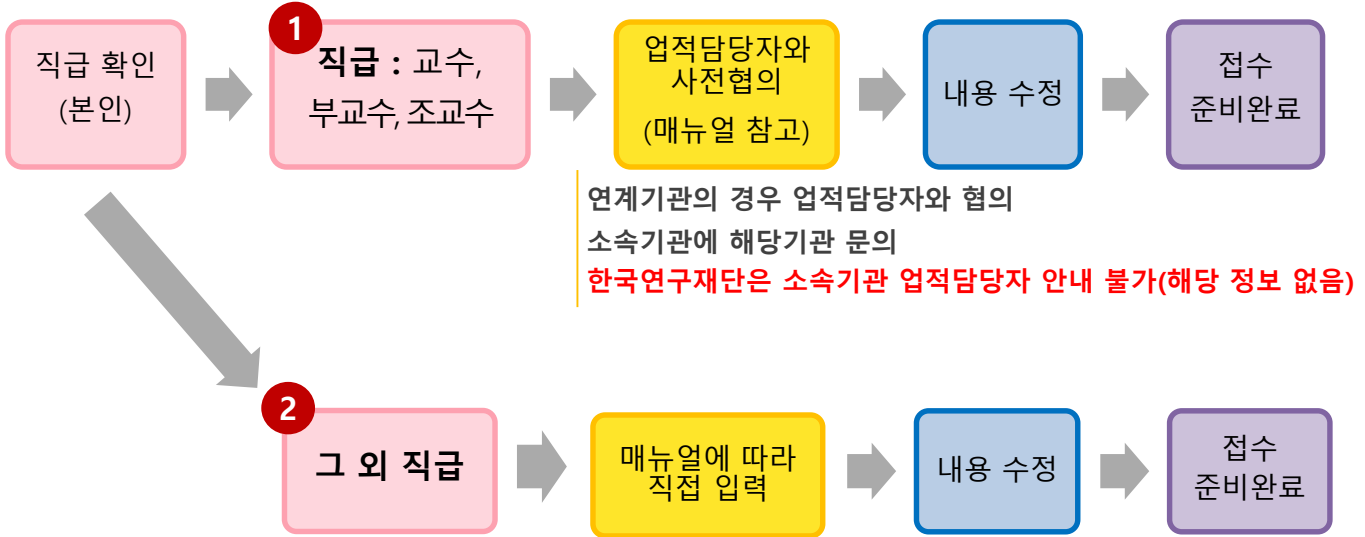 직급 확인
(본인)
1
직급 : 교수,
부교수, 조교수
업적담당자와
사전협의
(매뉴얼 참고)
내용 수정
접수
준비완료
연계기관의 경우 업적담당자와 협의
소속기관에 해당기관 문의
한국연구재단은 소속기관 업적담당자 안내 불가(해당 정보 없음)
2
그 외 직급
매뉴얼에 따라
직접 입력
내용 수정
접수
준비완료